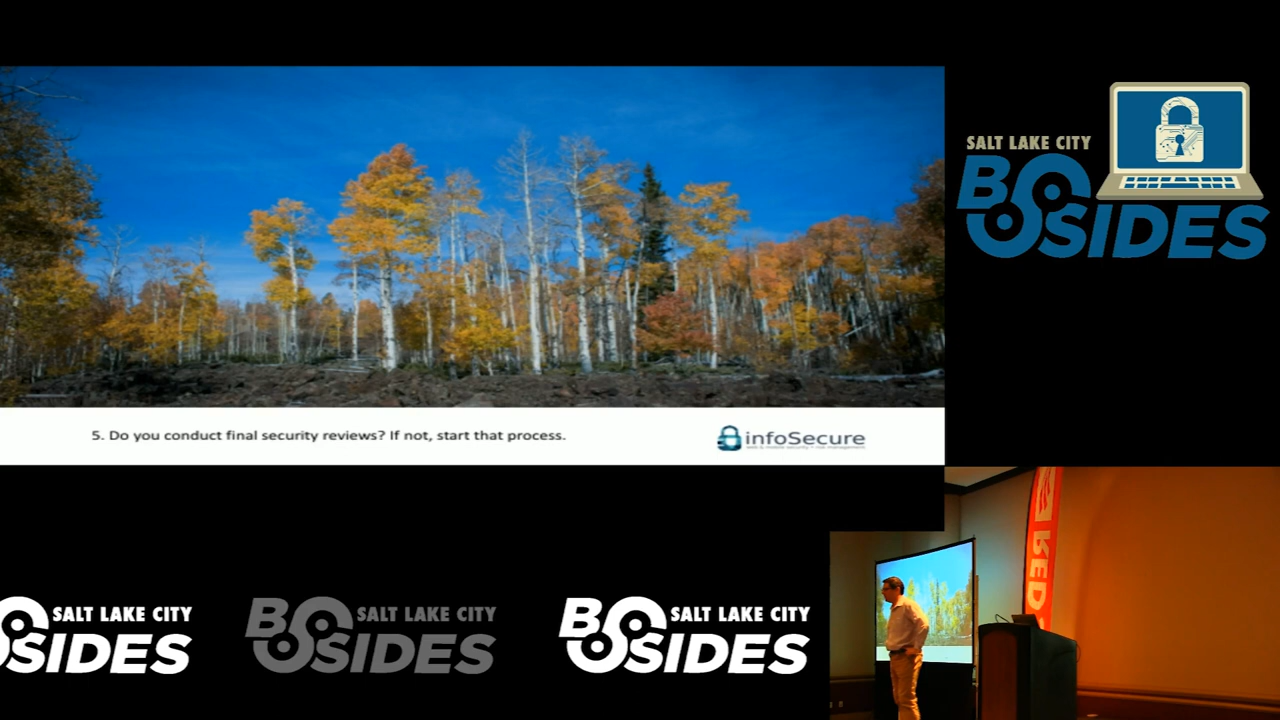 SALT LAKE CITY
BSIDES
5. Do you conduct final security reviews? If not, start that process.
infoSecure
RED
SALT LAKE CITY
SIDES
SALT LAKE CITY
BSIDES
SALT LAKE CITY
BSIDES